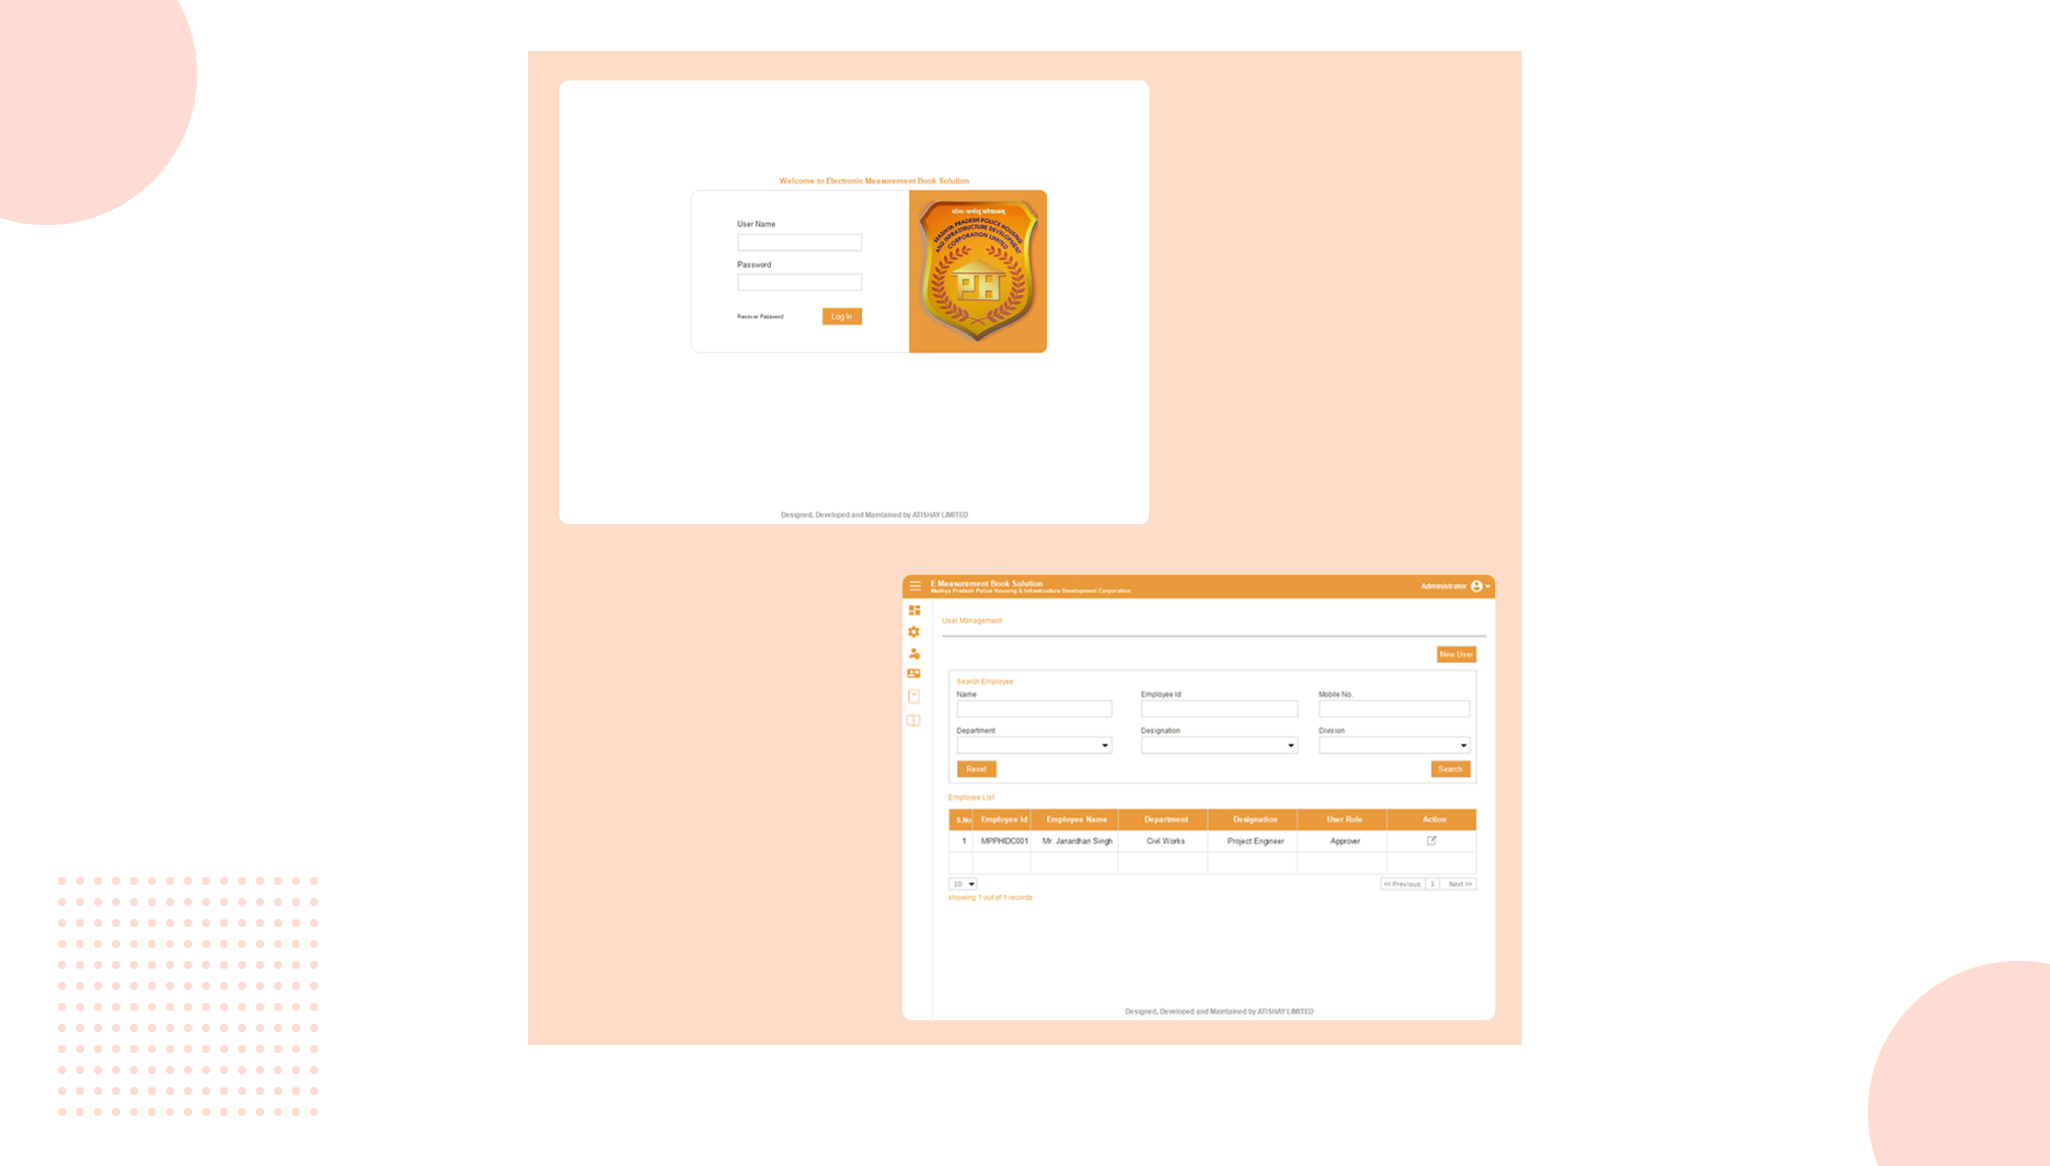 Welcome to Electronic Measurement Book Solution
User Name
Password
Recover Password
Log In
योगः कर्मसु कौशलम्
MADHYA PRADESH POLICE HOUSING
AND INFRASTRUCTURE DEVELOPMENT
CORPORATION LIMITED
PH
Designed, Developed and Maintained by ATISHAY LIMITED
E Measurement Book Solution
Madhya Pradesh Police Housing & Infrastructure Development Corporation
Administrator
User Management
New User
Search Employee
Name Employee Id Mobile No.
Department Designation Division
Reset Search
Employee List
S.No Employee Id Employee Name Department Designation User Role Action
1 MPPHIDC001 Mr. Janardhan Singh Civil Works Project Engineer Approver
10 << Previous 1 Next >>
showing 1 out of 1 records
Designed, Developed and Maintained by ATISHAY LIMITED